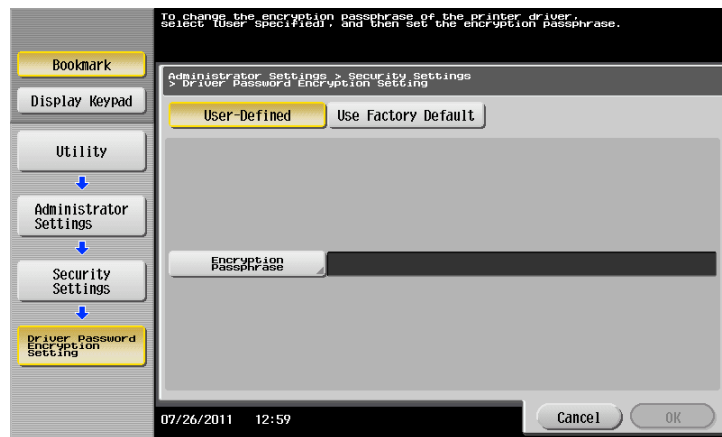 To change the encryption passphrase of the printer driver,
select [User Specified], and then set the encryption passphrase.
Bookmark
Display Keypad
Utility
Administrator
Settings
Security
Settings
Driver Password
Encryption
Setting
Administrator Settings > Security Settings
> Driver Password Encryption Setting
User-Defined
Use Factory Default
Encryption
Passphrase
07/26/2011 12:59
Cancel
OK